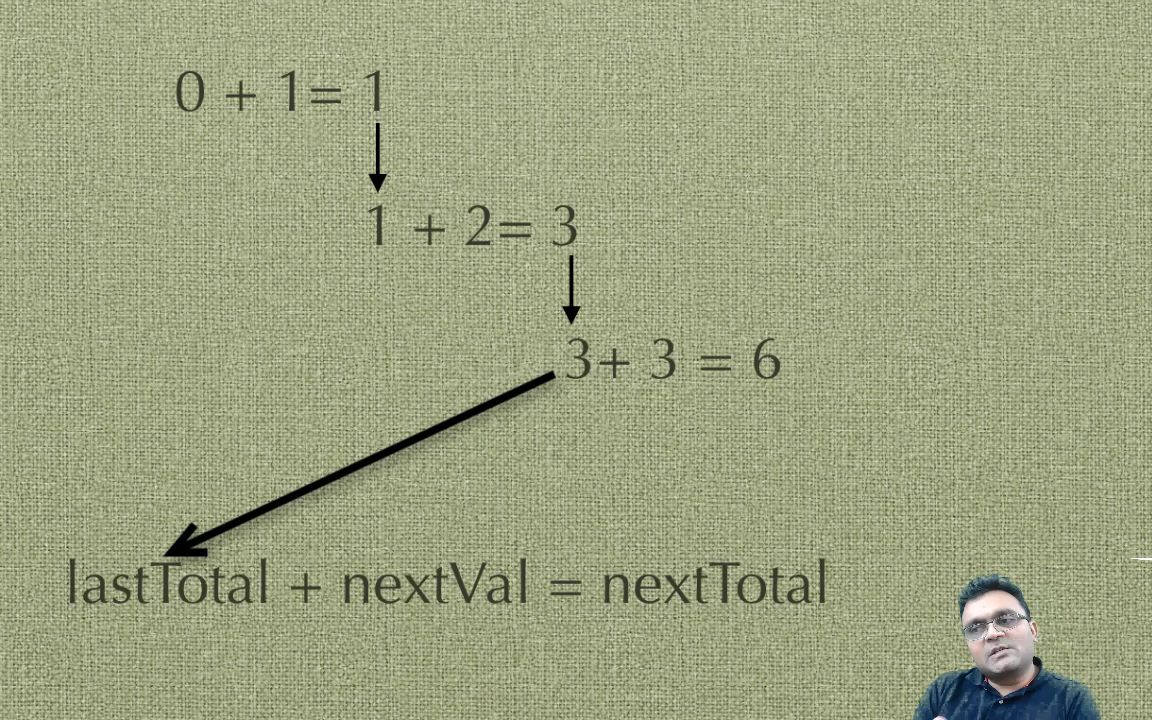 0 + 1= 1
1 + 2= 3
3+ 3 = 6
lastTotal + nextVal = nextTotal